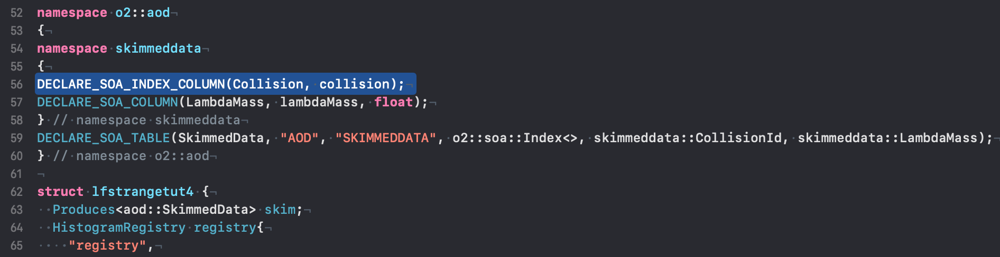 52 namespace o2::aod¬
53 {¬
54 namespace skimmeddata¬
55 {¬
56 DECLARE_SOA_INDEX_COLUMN(Collision, collision);¬
57 DECLARE_SOA_COLUMN(LambdaMass, lambdaMass, float);¬
58 } // namespace skimmeddata¬
59 DECLARE_SOA_TABLE(SkimmedData, "AOD", "SKIMMEDDATA", o2::soa::Index<>, skimmeddata::CollisionId, skimmeddata::LambdaMass);¬
60 } // namespace o2::aod¬
61 ¬
62 struct lfstrangetut4 {¬
63 ··Produces<aod::SkimmedData> skim;¬
64 ··HistogramRegistry registry{¬
65 ····"registry",¬